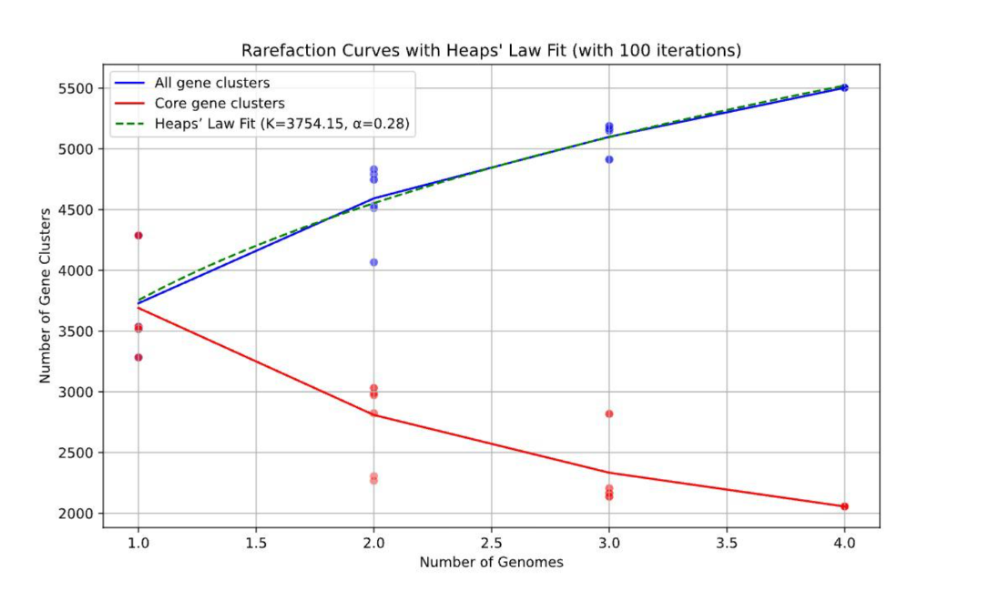 Rarefaction Curves with Heaps' Law Fit (with 100 iterations)
All gene clusters
Core gene clusters
Heaps’ Law Fit (K=3754.15, α=0.28)
Number of Gene Clusters
5500
5000
4500
4000
3500
3000
2500
2000
1.0 1.5 2.0 2.5 3.0 3.5 4.0
Number of Genomes